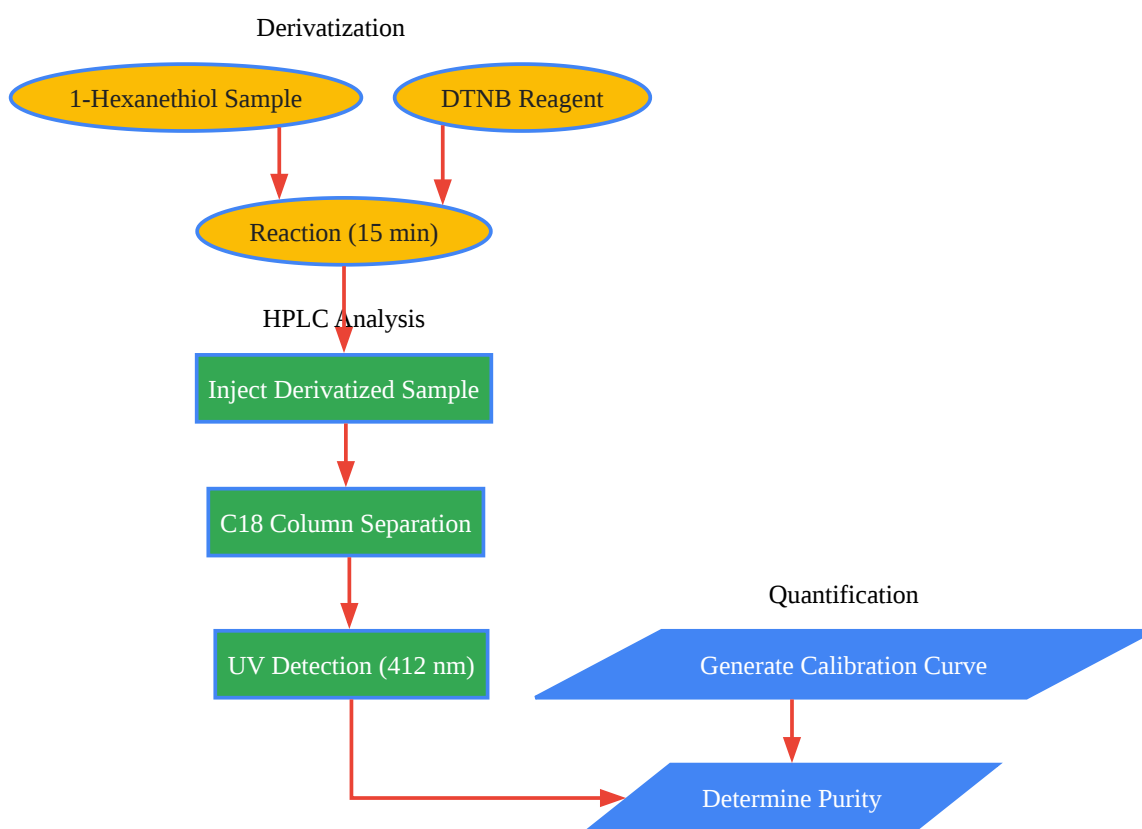 Derivatization
1-Hexanethiol Sample
DTNB Reagent
Reaction (15 min)
HPLC Analysis
Inject Derivatized Sample
C18 Column Separation
Quantification
UV Detection (412 nm)
Generate Calibration Curve
Determine Purity